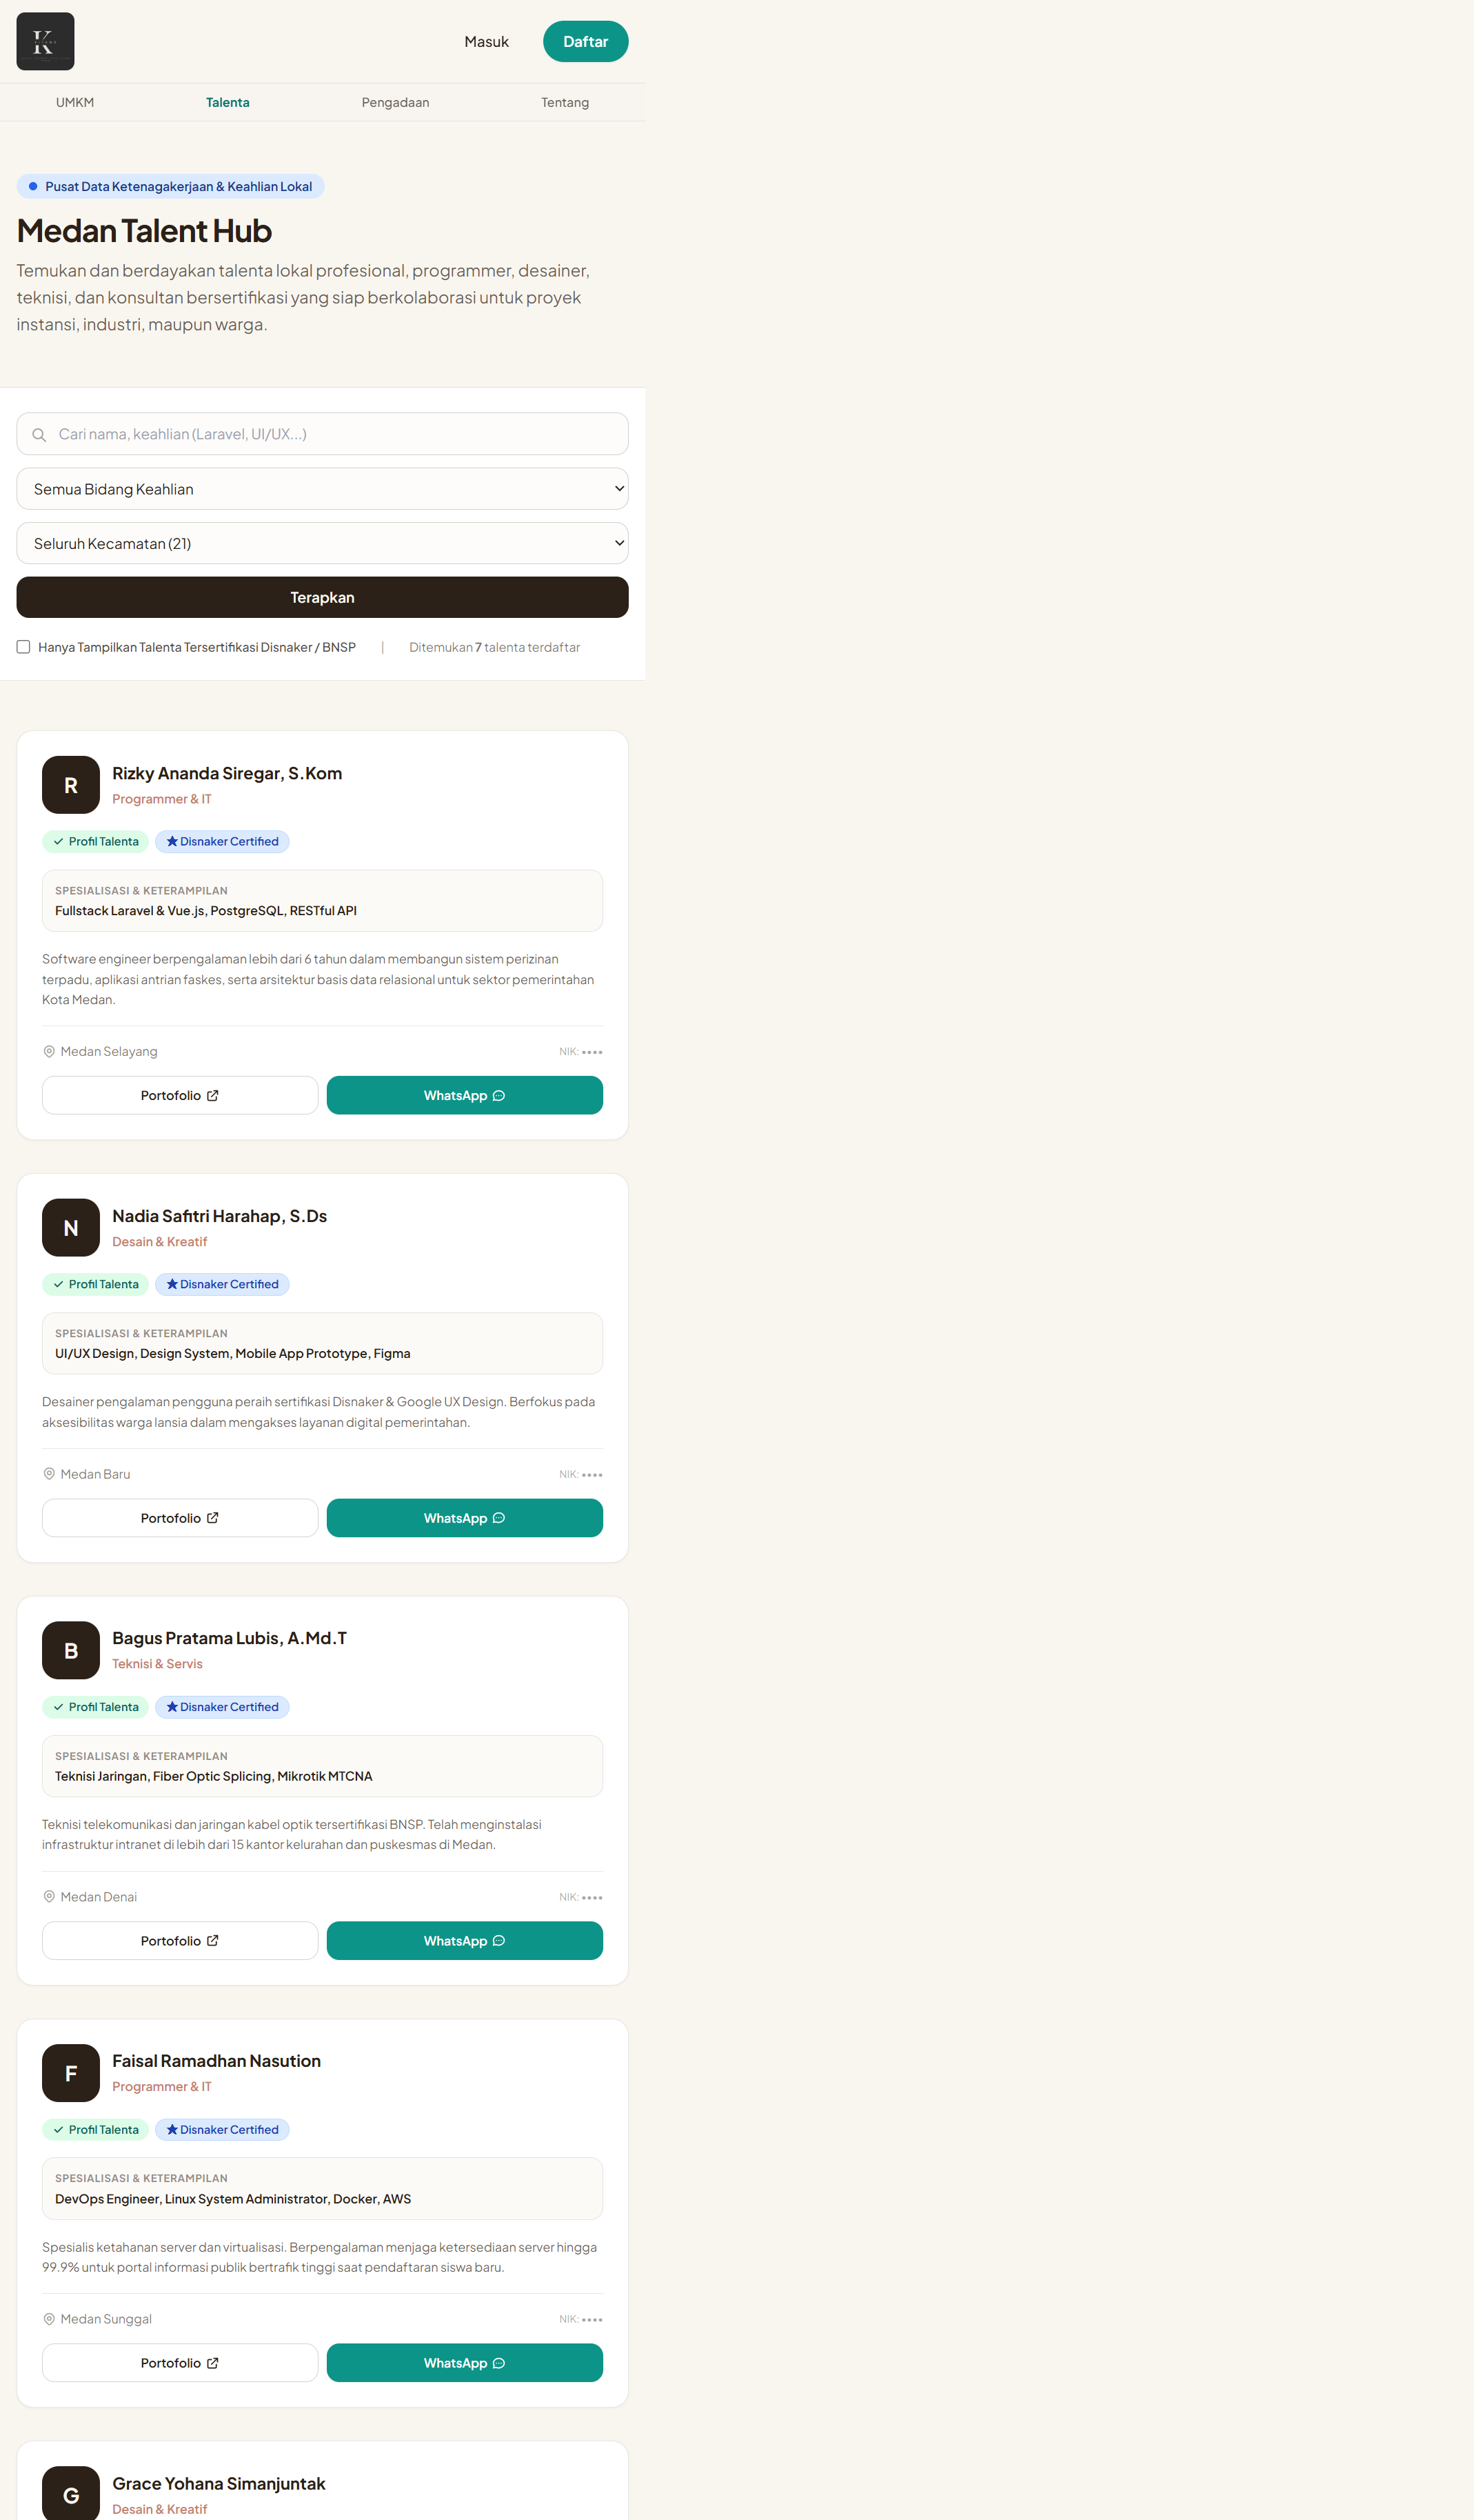 K
Masuk
Daftar
UMKM
Talenta
Pengadaan
Tentang
Pusat Data Ketenagakerjaan & Keahlian Lokal
Medan Talent Hub
Temukan dan berdayakan talenta lokal profesional, programmer, desainer,
teknisi, dan konsultan bersertifikasi yang siap berkolaborasi untuk proyek
instansi, industri, maupun warga.
Cari nama, keahlian (Laravel, UI/UX...)
Semua Bidang Keahlian
Seluruh Kecamatan (21)
Terapkan
Hanya Tampilkan Talenta Tersertifikasi Disnaker / BNSP | Ditemukan 7 talenta terdaftar
R
Rizky Ananda Siregar, S.Kom
Programmer & IT
Profil Talenta
Disnaker Certified
SPESIALISASI & KETERAMPILAN
Fullstack Laravel & Vue.js, PostgreSQL, RESTful API
Software engineer berpengalaman lebih dari 6 tahun dalam membangun sistem perizinan
terpadu, aplikasi antrian faskes, serta arsitektur basis data relasional untuk sektor pemerintahan
Kota Medan.
Medan Selayang
NIK: ••••
Portofolio
WhatsApp
N
Nadia Safitri Harahap, S.Ds
Desain & Kreatif
Profil Talenta
Disnaker Certified
SPESIALISASI & KETERAMPILAN
UI/UX Design, Design System, Mobile App Prototype, Figma
Desainer pengalaman pengguna peraih sertifikasi Disnaker & Google UX Design. Berfokus pada
aksesibilitas warga lansia dalam mengakses layanan digital pemerintahan.
Medan Baru
NIK: ••••
Portofolio
WhatsApp
B
Bagus Pratama Lubis, A.Md.T
Teknisi & Servis
Profil Talenta
Disnaker Certified
SPESIALISASI & KETERAMPILAN
Teknisi Jaringan, Fiber Optic Splicing, Mikrotik MTCNA
Teknisi telekomunikasi dan jaringan kabel optik tersertifikasi BNSP. Telah menginstalasi
infrastruktur intranet di lebih dari 15 kantor kelurahan dan puskesmas di Medan.
Medan Denai
NIK: ••••
Portofolio
WhatsApp
F
Faisal Ramadhan Nasution
Programmer & IT
Profil Talenta
Disnaker Certified
SPESIALISASI & KETERAMPILAN
DevOps Engineer, Linux System Administrator, Docker, AWS
Spesialis ketahanan server dan virtualisasi. Berpengalaman menjaga ketersediaan server hingga
99.9% untuk portal informasi publik bertrafik tinggi saat pendaftaran siswa baru.
Medan Sunggal
NIK: ••••
Portofolio
WhatsApp
G
Grace Yohana Simanjuntak
Desain & Kreatif